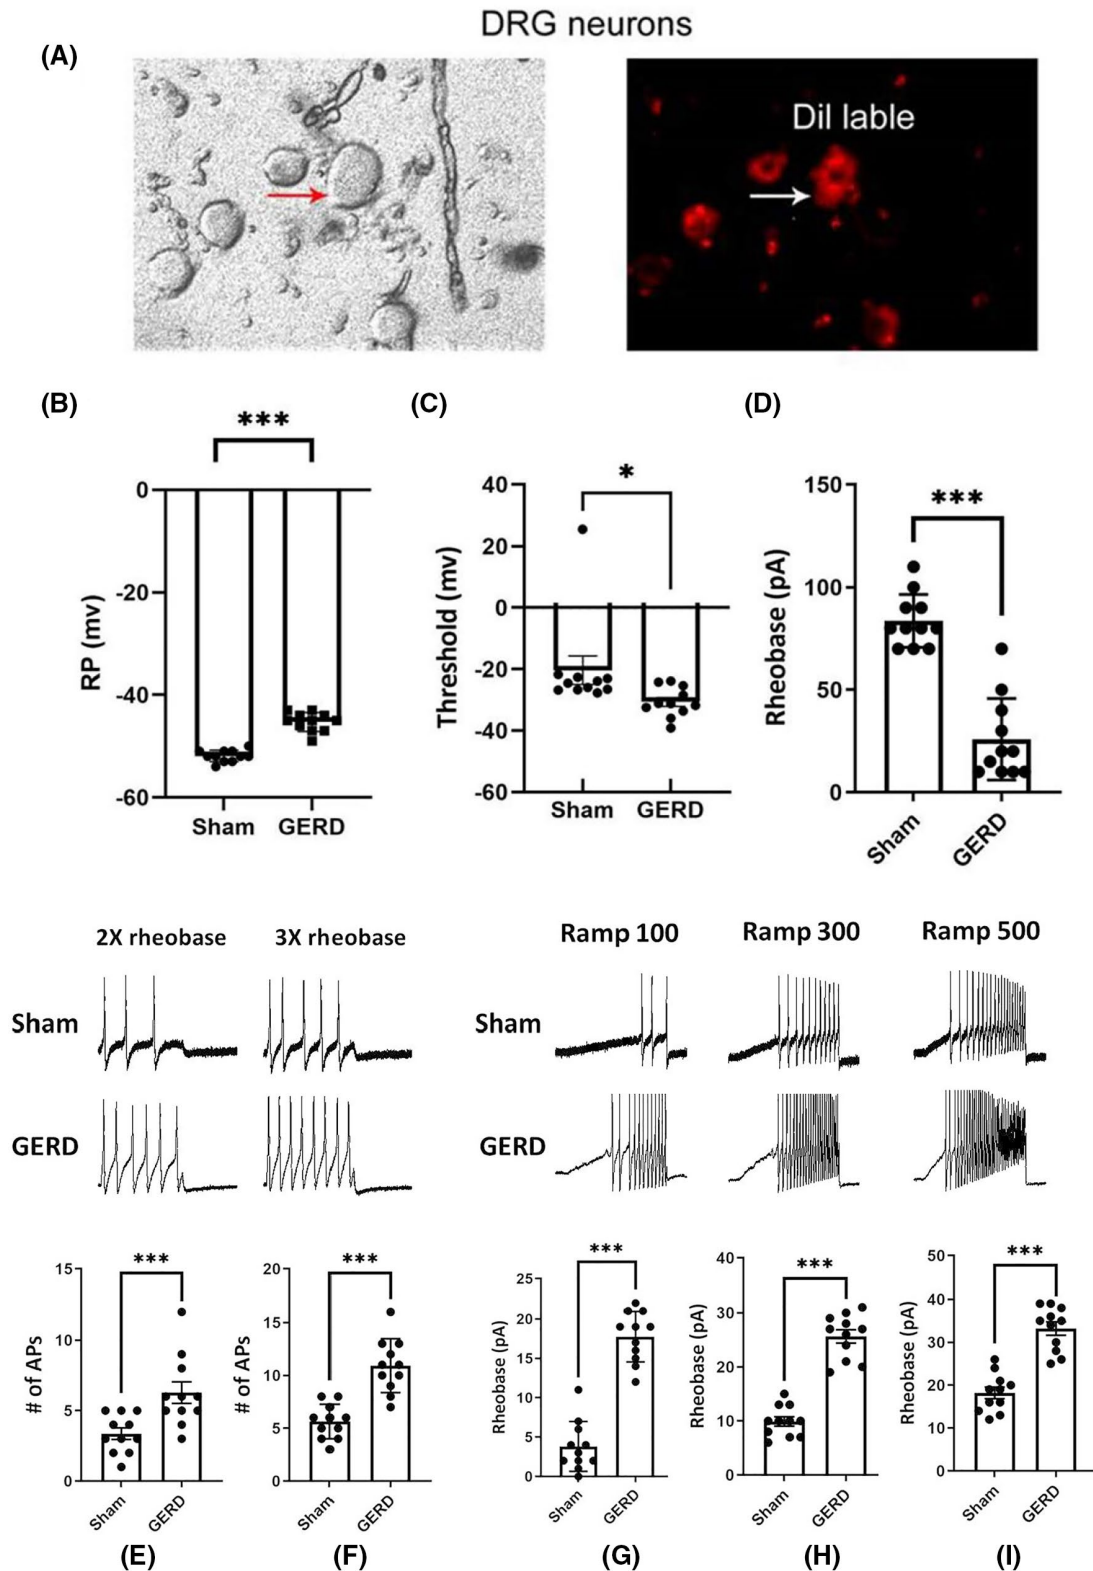 DRG neurons
(A)
Dil lable
(B)
(C)
(D)
***
0
-20
-40
-60
RP (mv)
Sham
GERD
*
40
20
0
-20
-40
-60
Threshold (mv)
Sham
GERD
***
150
100
50
0
Rheobase (pA)
Sham
GERD
2X rheobase
3X rheobase
Ramp 100
Ramp 300
Ramp 500
Sham
Sham
GERD
GERD
***
15
10
5
0
# of APs
Sham
GERD
(E)
***
20
15
10
5
0
# of APs
Sham
GERD
(F)
***
25
20
15
10
5
0
Rheobase (pA)
Sham
GERD
(G)
***
40
30
20
10
0
Rheobase (pA)
Sham
GERD
(H)
***
50
40
30
20
10
0
Rheobase (pA)
Sham
GERD
(I)